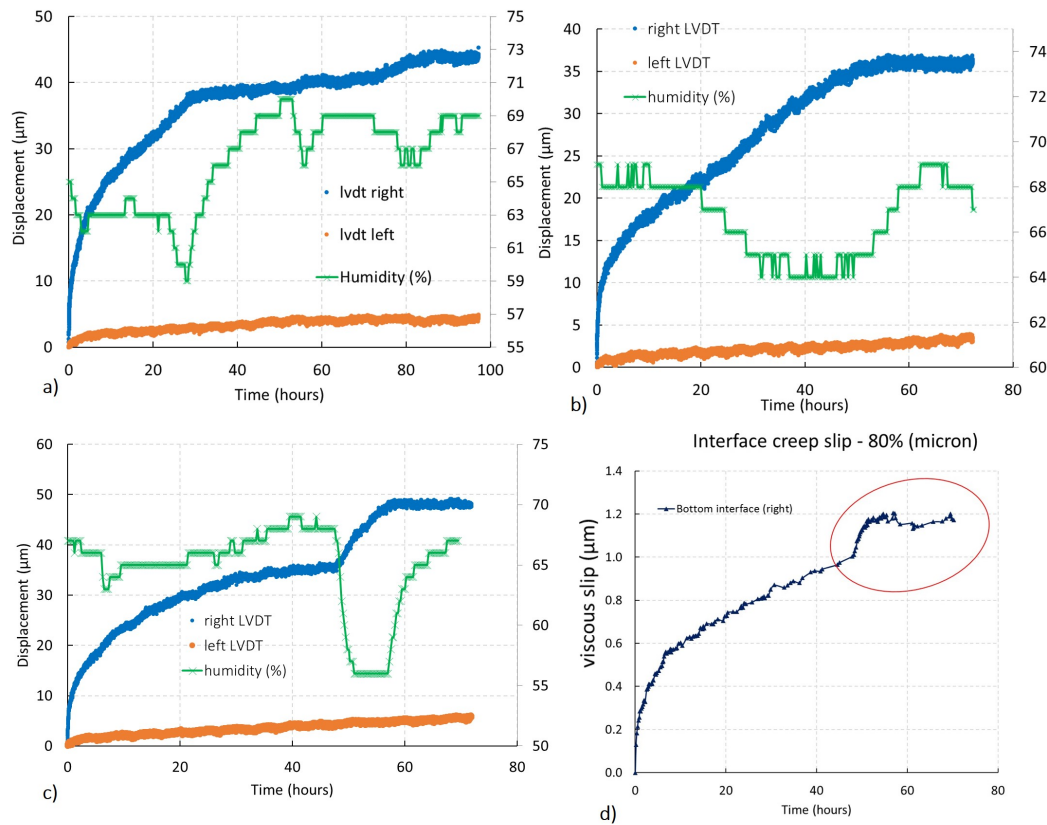 a)
50
40
30
20
10
0
Displacement (µm)
75
73
71
69
67
65
63
61
59
57
55
lvdt right
lvdt left
Humidity (%)
0 20 40 60 80 100
Time (hours)
b)
40
35
30
25
20
15
10
5
0
Displacement (µm)
right LVDT
left LVDT
humidity (%)
74
72
70
69
68
66
64
62
60
0 20 40 60 80
Time (hours)
c)
60
50
40
30
20
10
0
Displacement (µm)
75
70
65
60
55
50
right LVDT
left LVDT
humidity (%)
0 20 40 60 80
Time (hours)
Interface creep slip - 80% (micron)
1.4
1.2
1.0
0.8
0.6
0.4
0.2
0.0
viscous slip (µm)
Bottom interface (right)
0 20 40 60 80
d)
Time (hours)